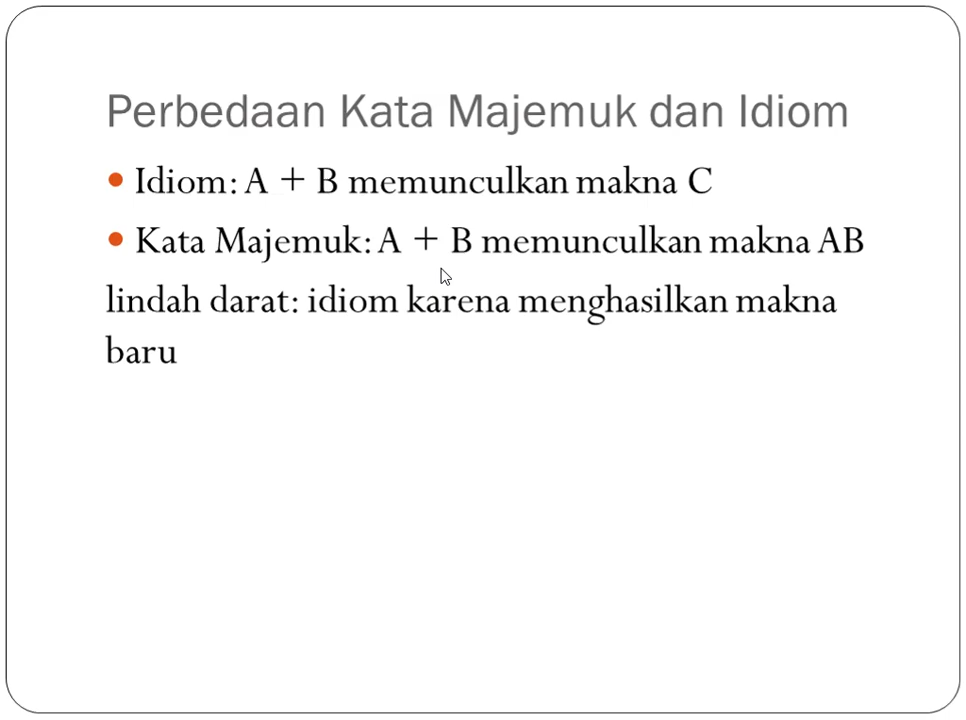 Perbedaan Kata Majemuk dan Idiom
• Idiom: A + B memunculkan makna C
• Kata Majemuk: A + B memunculkan makna AB
lindah darat: idiom karena menghasilkan makna
baru